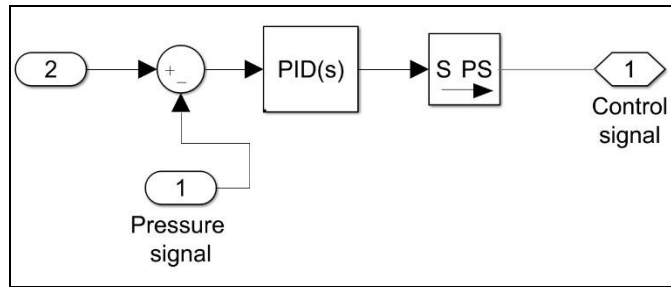 2
+
−
PID(s)
S PS
1
Control
signal
1
Pressure
signal